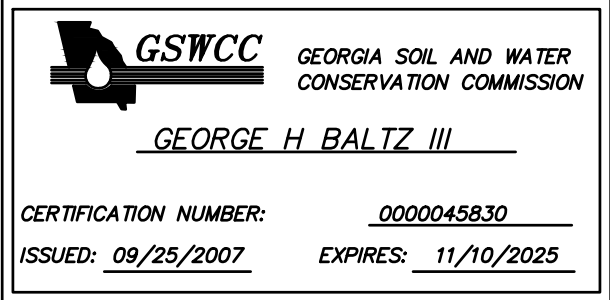 GSWCC
GEORGIA SOIL AND WATER
CONSERVATION COMMISSION
GEORGE H BALTZ III
CERTIFICATION NUMBER: 0000045830
ISSUED: 09/25/2007 EXPIRES: 11/10/2025